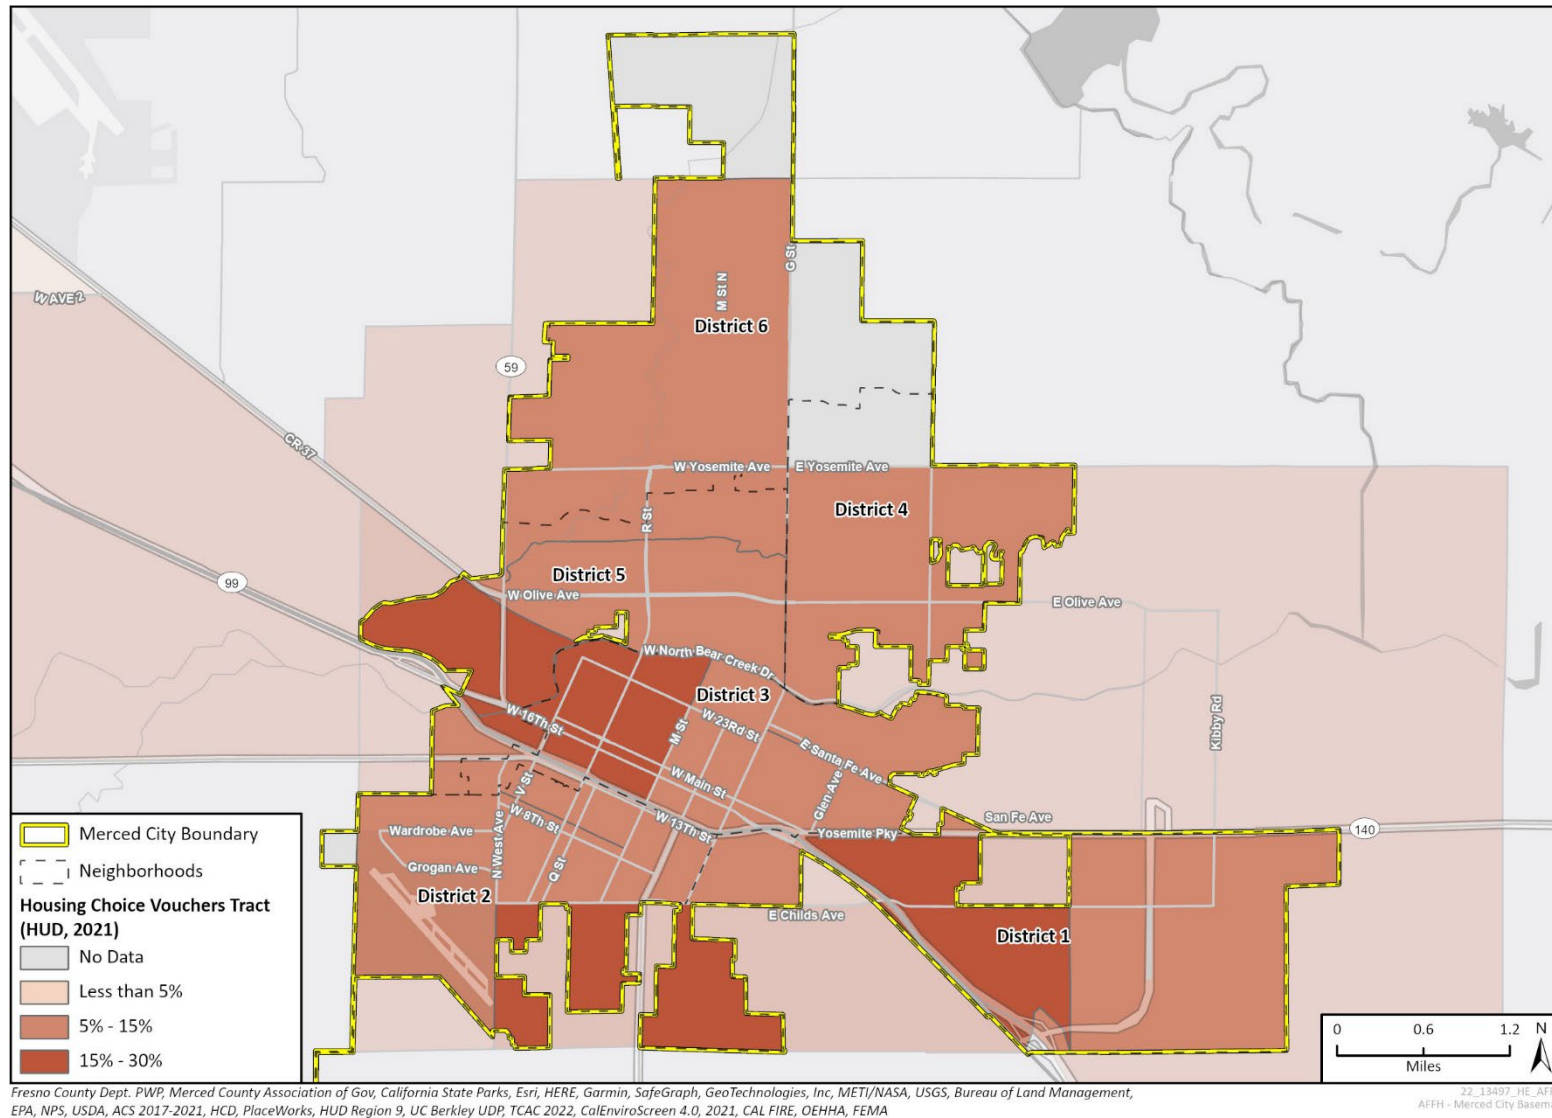 W AVE 2
M St N
G St
District 6
59
CR 37
W Yosemite Ave
E Yosemite Ave
District 4
R St
District 5
99
W Olive Ave
E Olive Ave
W North Bear Creek Dr
District 3
W 16Th St
M St
W 23Rd St
E Santa Fe Ave
Kibby Rd
W Main St
Glen Ave
V St
W 8Th St
W 13Th St
San Fe Ave
Yosemite Pky
140
Wardrobe Ave
N West Ave
Grogan Ave
Q St
District 2
E Childs Ave
District 1
Merced City Boundary
Neighborhoods
Housing Choice Vouchers Tract
(HUD, 2021)
No Data
Less than 5%
5% - 15%
15% - 30%
0 0.6 1.2 N
Miles
Fresno County Dept. PWP, Merced County Association of Gov, California State Parks, Esri, HERE, Garmin, SafeGraph, GeoTechnologies, Inc, METI/NASA, USGS, Bureau of Land Management,
EPA, NPS, USDA, ACS 2017-2021, HCD, PlaceWorks, HUD Region 9, UC Berkley UDP, TCAC 2022, CalEnviroScreen 4.0, 2021, CAL FIRE, OEHHA, FEMA
22_13497_HE_AFF
AFFH - Merced City Basema